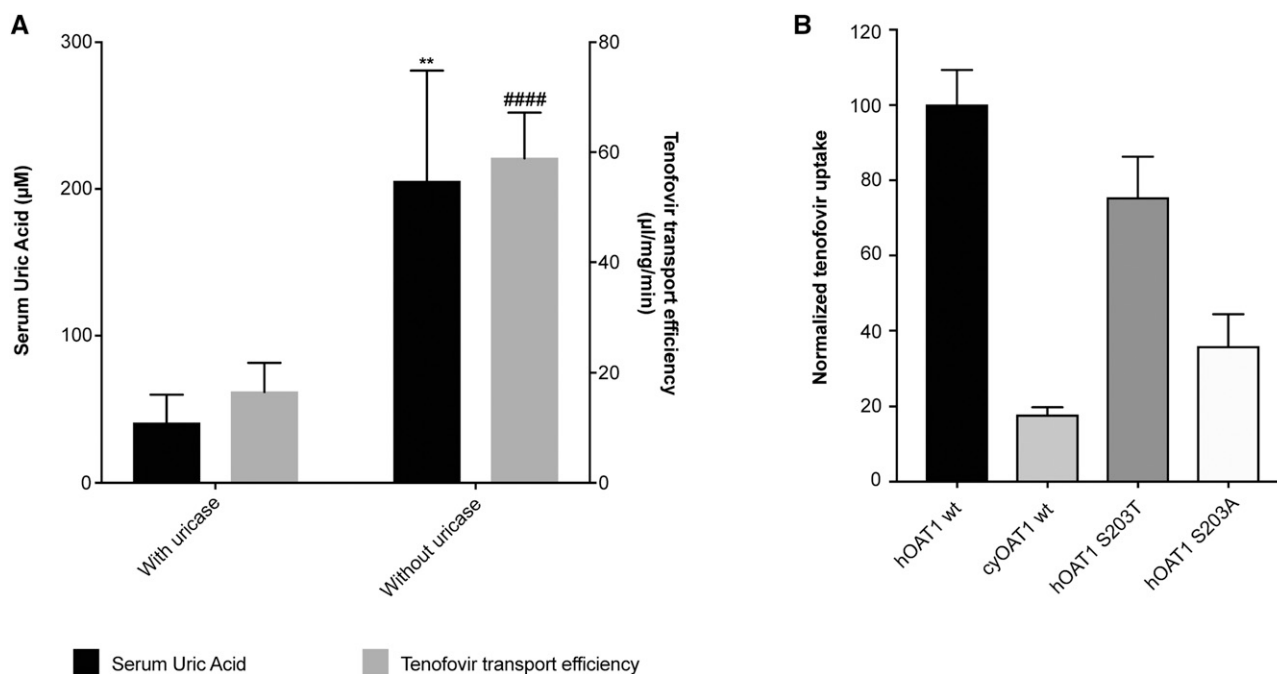 A
Serum Uric Acid (µM)
300
200
100
0
**
####
80
60
40
20
0
Tenofovir transport efficiency
(µl/mg/min)
With uricase
Without uricase
Serum Uric Acid
Tenofovir transport efficiency
B
Normalized tenofovir uptake
120
100
80
60
40
20
0
hOAT1 wt
cyOAT1 wt
hOAT1 S203T
hOAT1 S203A